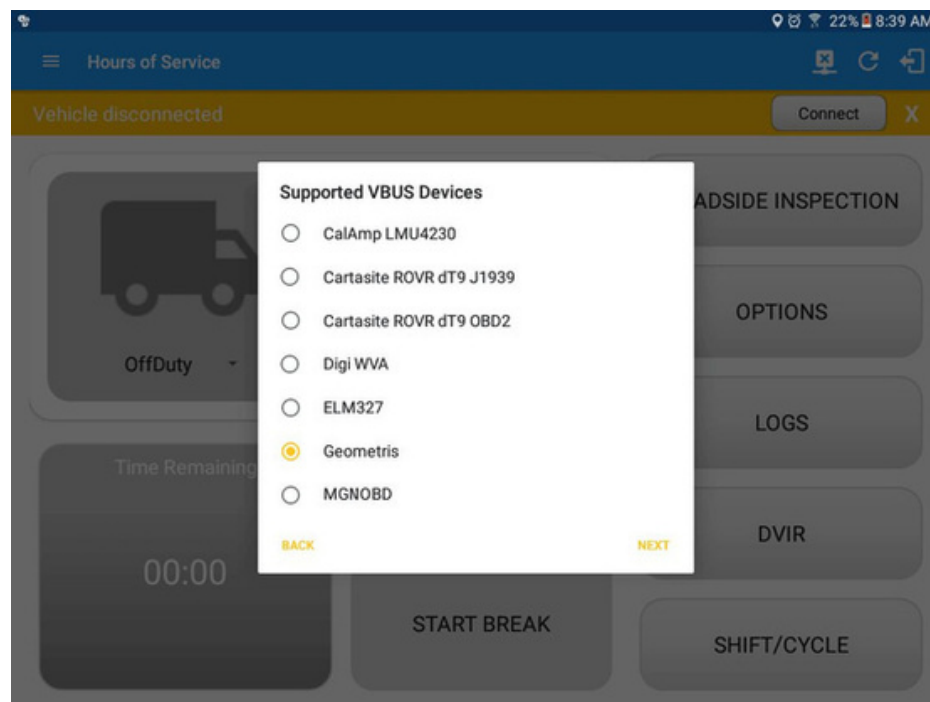 22% 8:39 AM
Hours of Service
Vehicle disconnected
Connect
X
Supported VBUS Devices
CalAmp LMU4230
Cartasite ROVR dT9 J1939
Cartasite ROVR dT9 OBD2
Digi WVA
ELM327
Geometris
MGNOBD
BACK
NEXT
OffDuty
Time Remaining
00:00
START BREAK
ADSIDE INSPECTION
OPTIONS
LOGS
DVIR
SHIFT/CYCLE